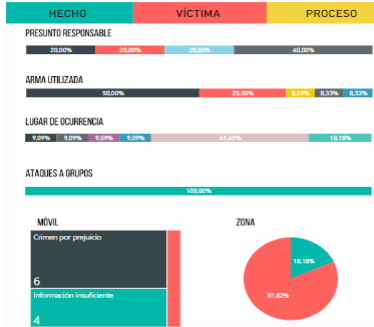 HECHO VÍCTIMA PROCESO
PRESUNTO RESPONSABLE
20,00% 20,00% 20,00% 40,00%
ARMA UTILIZADA
50,00% 25,00% 8,33% 8,33% 8,33%
LUGAR DE OCURRENCIA
9,09% 9,09% 9,09% 9,09% 45,45% 18,18%
ATAQUES A GRUPOS
100,00%
MÓVIL ZONA
Crimen por prejuicio
18,18%
6
Información insuficiente
81,82%
4